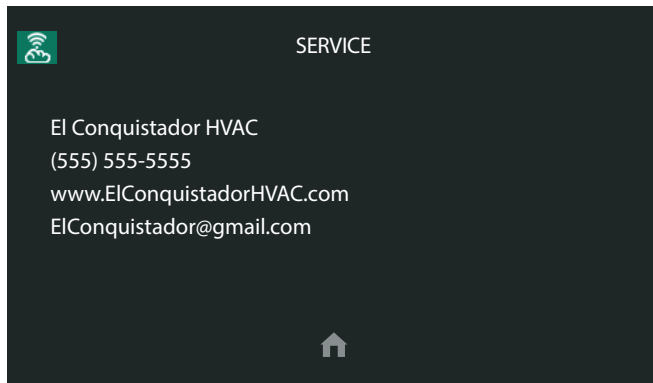 SERVICE
El Conquistador HVAC
(555) 555-5555
www.ElConquistadorHVAC.com
ElConquistador@gmail.com